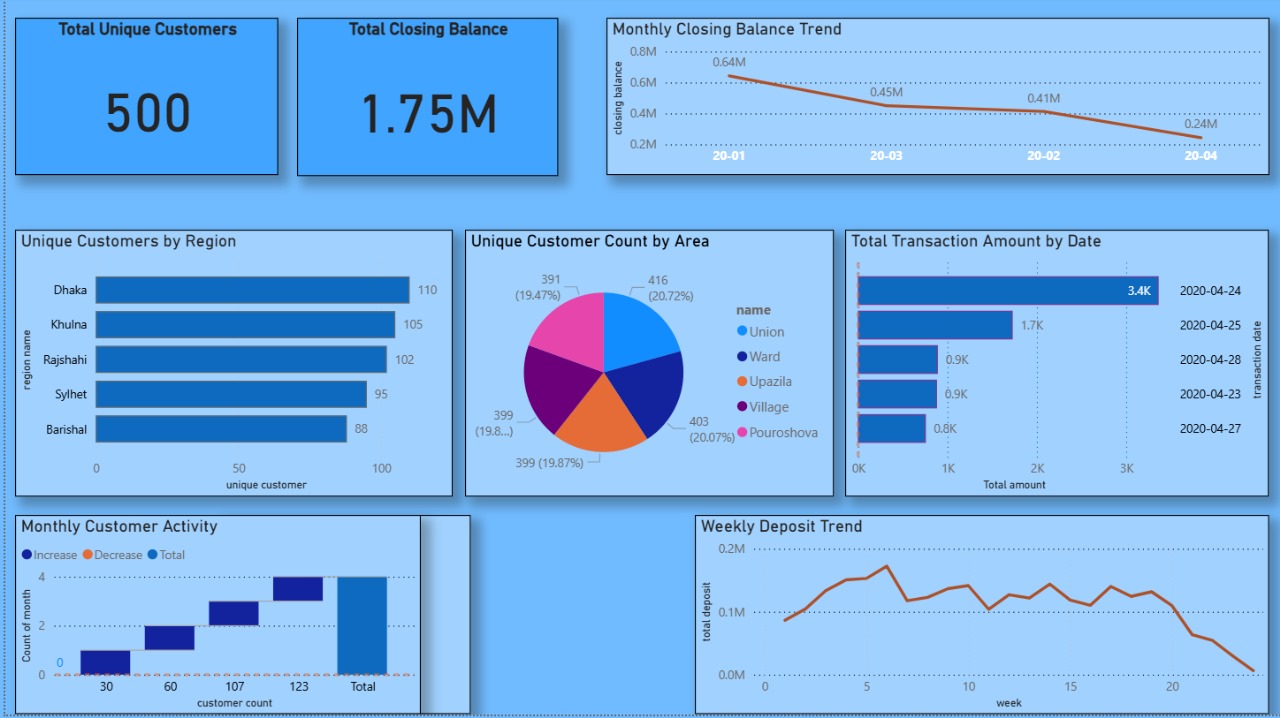 Total Unique Customers
500
Total Closing Balance
1.75M
Monthly Closing Balance Trend
closing balance
0.8M
0.6M
0.4M
0.2M
0.64M
0.45M
0.41M
0.24M
20-01
20-03
20-02
20-04
Unique Customers by Region
region name
Dhaka
110
Khulna
105
Rajshahi
102
Sylhet
95
Barishal
88
0
50
100
unique customer
Unique Customer Count by Area
391
(19.47%)
416
(20.72%)
399
(19.8...)
403
(20.07%)
399 (19.87%)
name
Union
Ward
Upazila
Village
Pouroshova
Total Transaction Amount by Date
3.4K
2020-04-24
1.7K
2020-04-25
0.9K
2020-04-28
0.9K
2020-04-23
0.8K
2020-04-27
transaction date
0K
1K
2K
3K
Total amount
Monthly Customer Activity
Increase
Decrease
Total
Count of month
4
2
0
0
30
60
107
123
Total
customer count
Weekly Deposit Trend
total deposit
0.2M
0.1M
0.0M
0
5
10
15
20
week